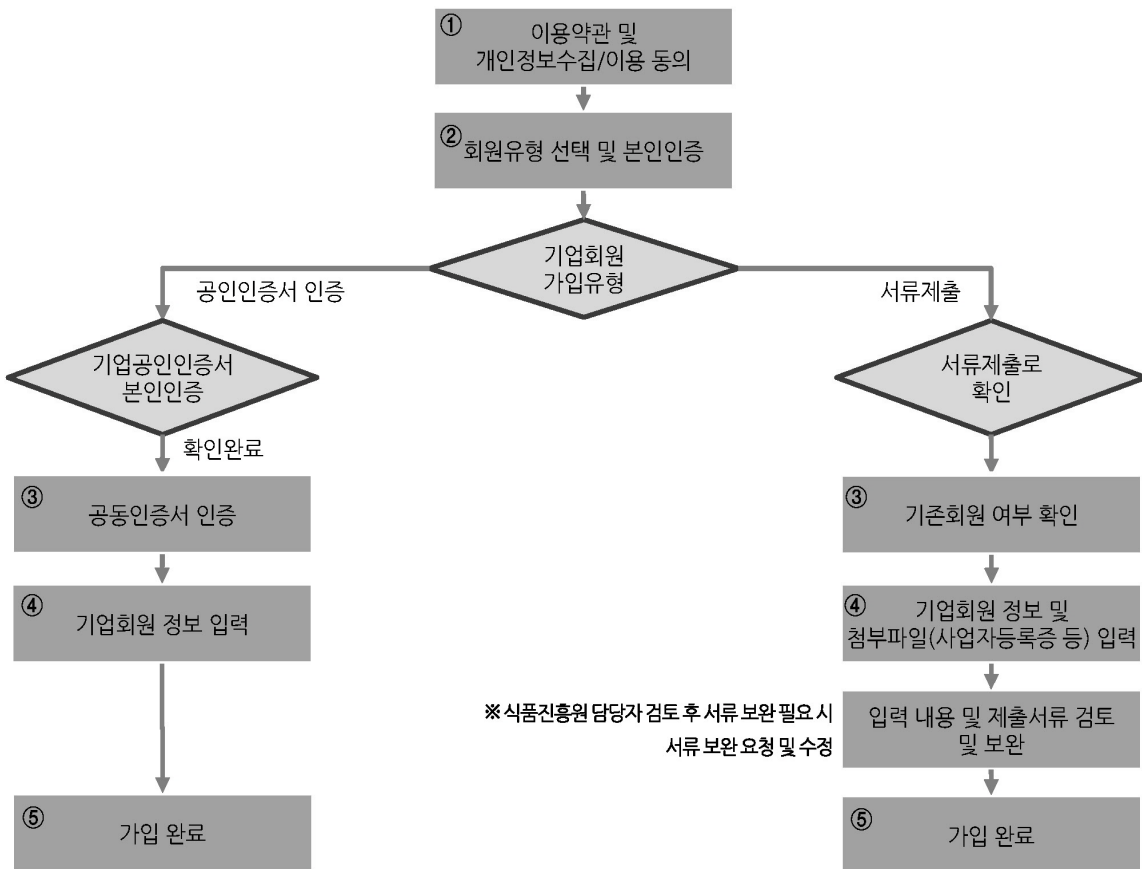 ①
이용약관 및
개인정보수집/이용 동의
②
회원유형 선택 및 본인인증
기업회원
가입유형
공인인증서 인증
서류제출
기업공인인증서
본인인증
서류제출로
확인
확인완료
③
공동인증서 인증
③
기존회원 여부 확인
④
기업회원 정보 입력
④
기업회원 정보 및
첨부파일(사업자등록증 등) 입력
※ 식품진흥원 담당자 검토 후 서류 보완 필요 시
서류 보완 요청 및 수정
입력 내용 및 제출서류 검토
및 보완
⑤
가입 완료
⑤
가입 완료